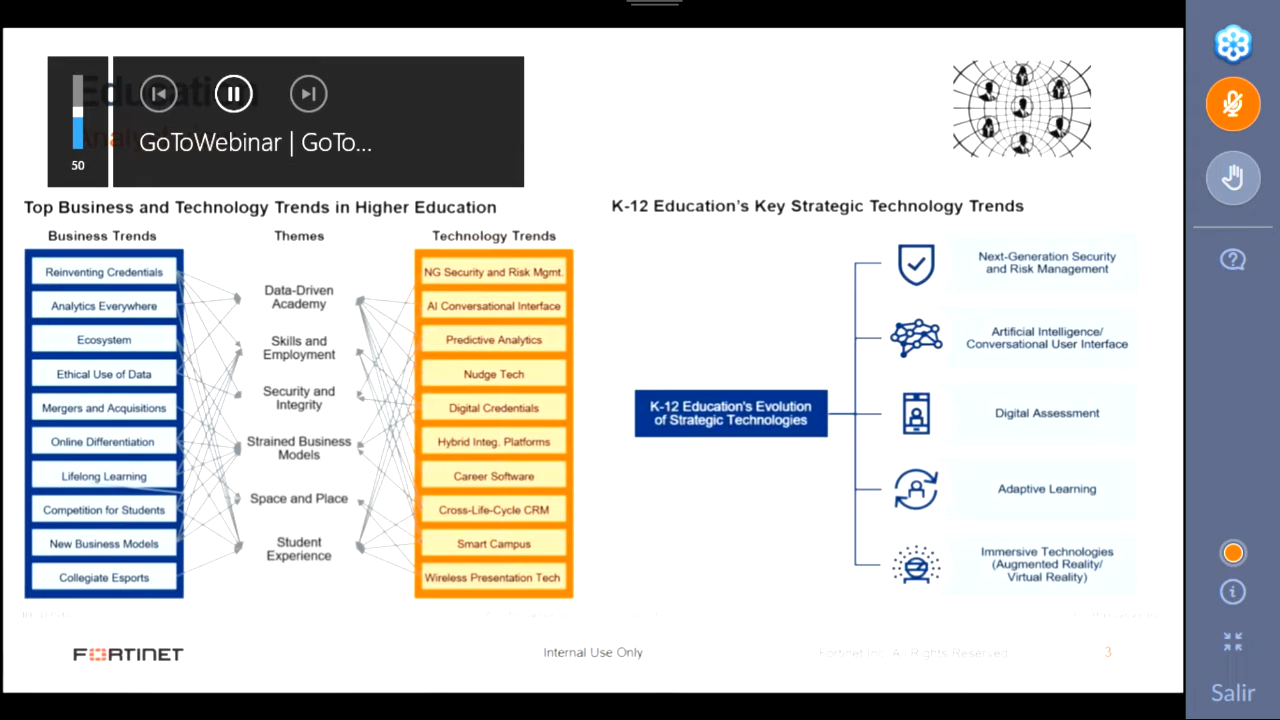 Education
50
GoToWebinar | GoTo...
Top Business and Technology Trends in Higher Education
Business Trends
Themes
Technology Trends
Reinventing Credentials
Analytics Everywhere
Ecosystem
Ethical Use of Data
Mergers and Acquisitions
Online Differentiation
Lifelong Learning
Competition for Students
New Business Models
Collegiate Esports
Data-Driven
Academy
Skills and
Employment
Security and
Integrity
Strained Business
Models
Space and Place
Student
Experience
NG Security and Risk Mgmt.
AI Conversational Interface
Predictive Analytics
Nudge Tech
Digital Credentials
Hybrid Integ. Platforms
Career Software
Cross-Life-Cycle CRM
Smart Campus
Wireless Presentation Tech
K-12 Education's Key Strategic Technology Trends
K-12 Education's Evolution
of Strategic Technologies
Next-Generation Security
and Risk Management
Artificial Intelligence/
Conversational User Interface
Digital Assessment
Adaptive Learning
Immersive Technologies
(Augmented Reality/
Virtual Reality)
FORTINET
Internal Use Only
Fortinet Inc. All Rights Reserved
3
Salir